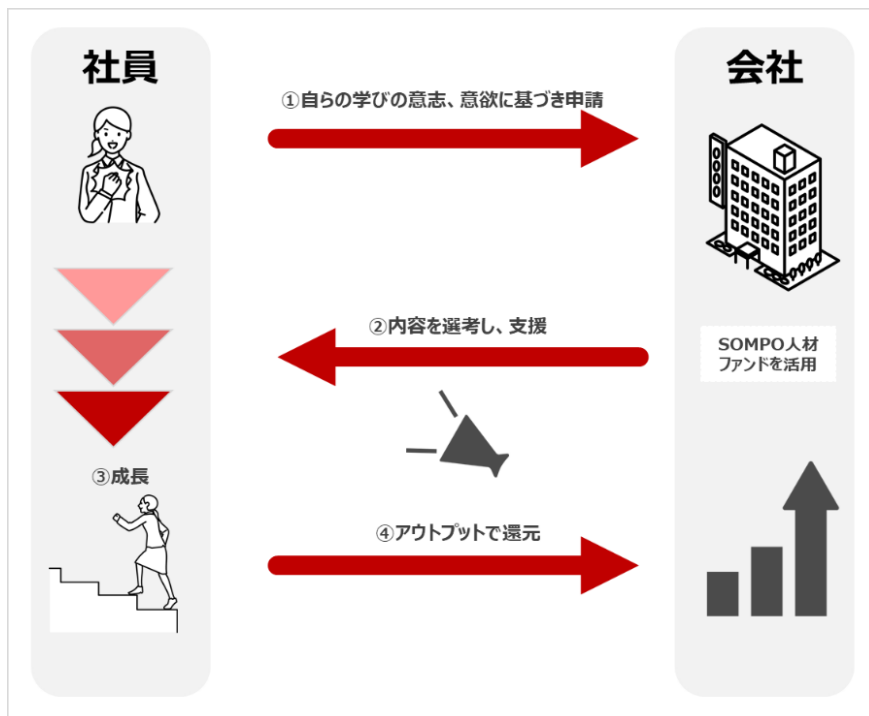 社員
会社
①自らの学びの意志、意欲に基づき申請
②内容を選考し、支援
SOMPO人材
ファンドを活用
③成長
④アウトプットで還元